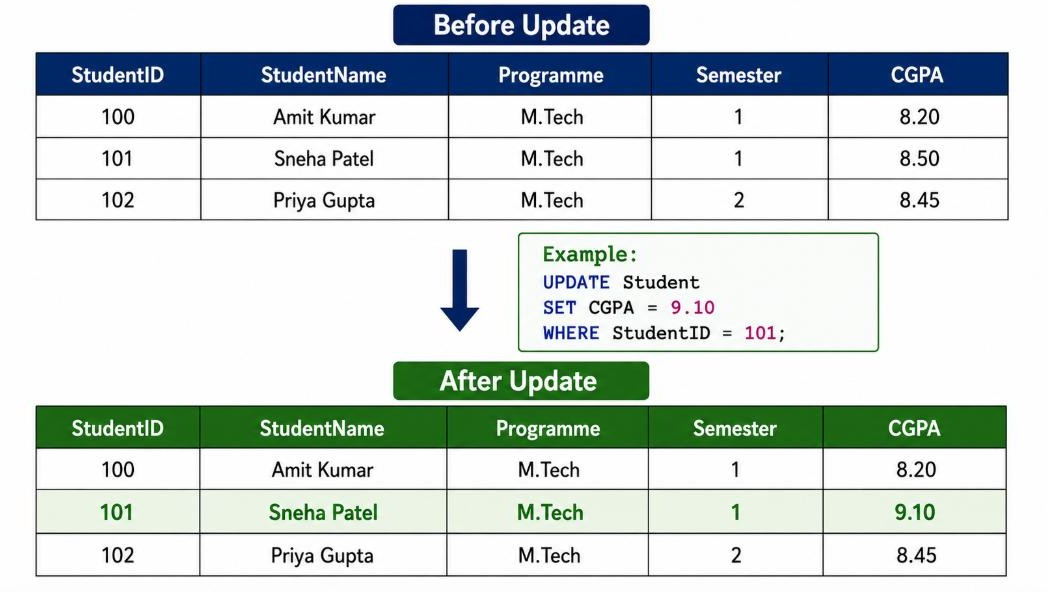 Before Update
StudentID StudentName Programme Semester CGPA
100 Amit Kumar M.Tech 1 8.20
101 Sneha Patel M.Tech 1 8.50
102 Priya Gupta M.Tech 2 8.45
Example:
UPDATE Student
SET CGPA = 9.10
WHERE StudentID = 101;
After Update
StudentID StudentName Programme Semester CGPA
100 Amit Kumar M.Tech 1 8.20
101 Sneha Patel M.Tech 1 9.10
102 Priya Gupta M.Tech 2 8.45